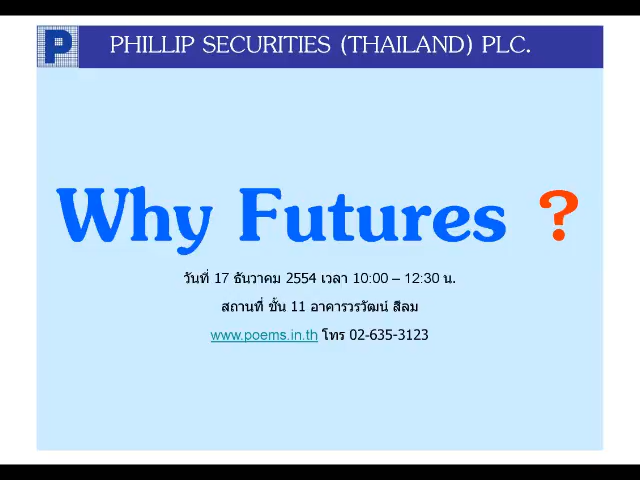 P
PHILLIP SECURITIES (THAILAND) PLC.
Why Futures ?
วันที่ 17 ธันวาคม 2554 เวลา 10:00 – 12:30 น.
สถานที่ ชั้น 11 อาคารวรวัฒน์ สีลม
www.poems.in.th โทร 02-635-3123